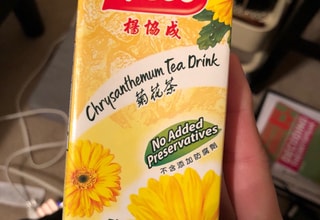 楊協成
Chrysanthemum Tea Drink
菊花茶
No Added
Preservatives
不含添加防腐劑